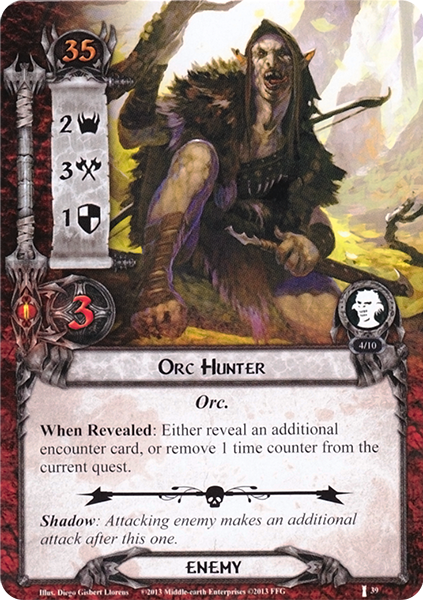 35
2
3
1
3
4/10
Orc Hunter
Orc.
When Revealed: Either reveal an additional
encounter card, or remove 1 time counter from the
current quest.
Shadow: Attacking enemy makes an additional
attack after this one.
ENEMY
Illus. Diego Gisbert Llorens ©2013 Middle-earth Enterprises ©2013 FFG 39